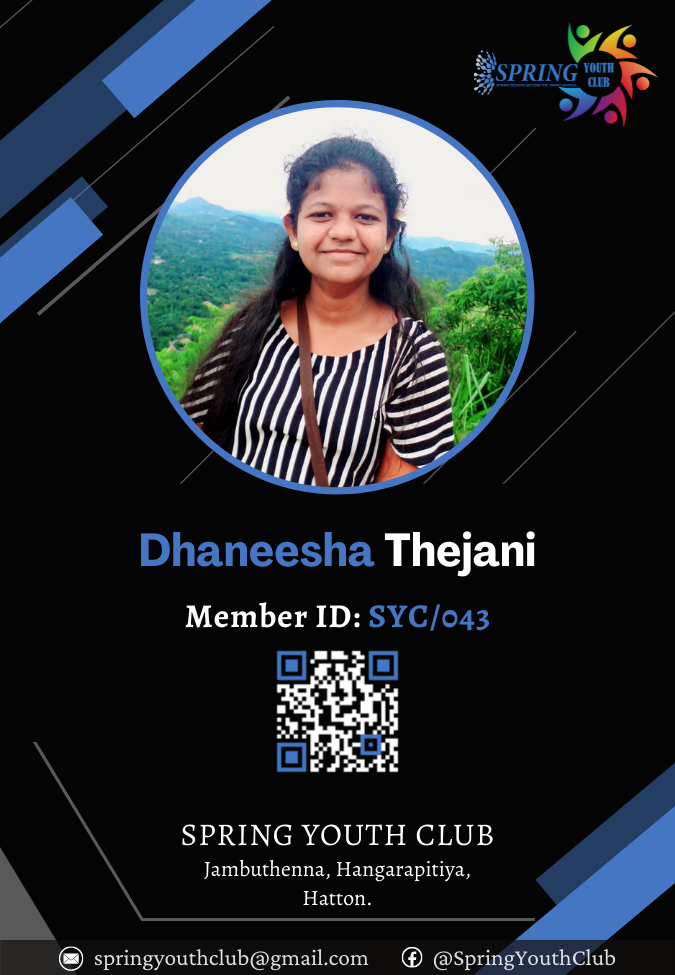 SPRING YOUTH
CLUB
Dhaneesha Thejani
Member ID: SYC/043
SPRING YOUTH CLUB
Jambuthenna, Hangarapitiya,
Hatton.
springyouthclub@gmail.com @SpringYouthClub